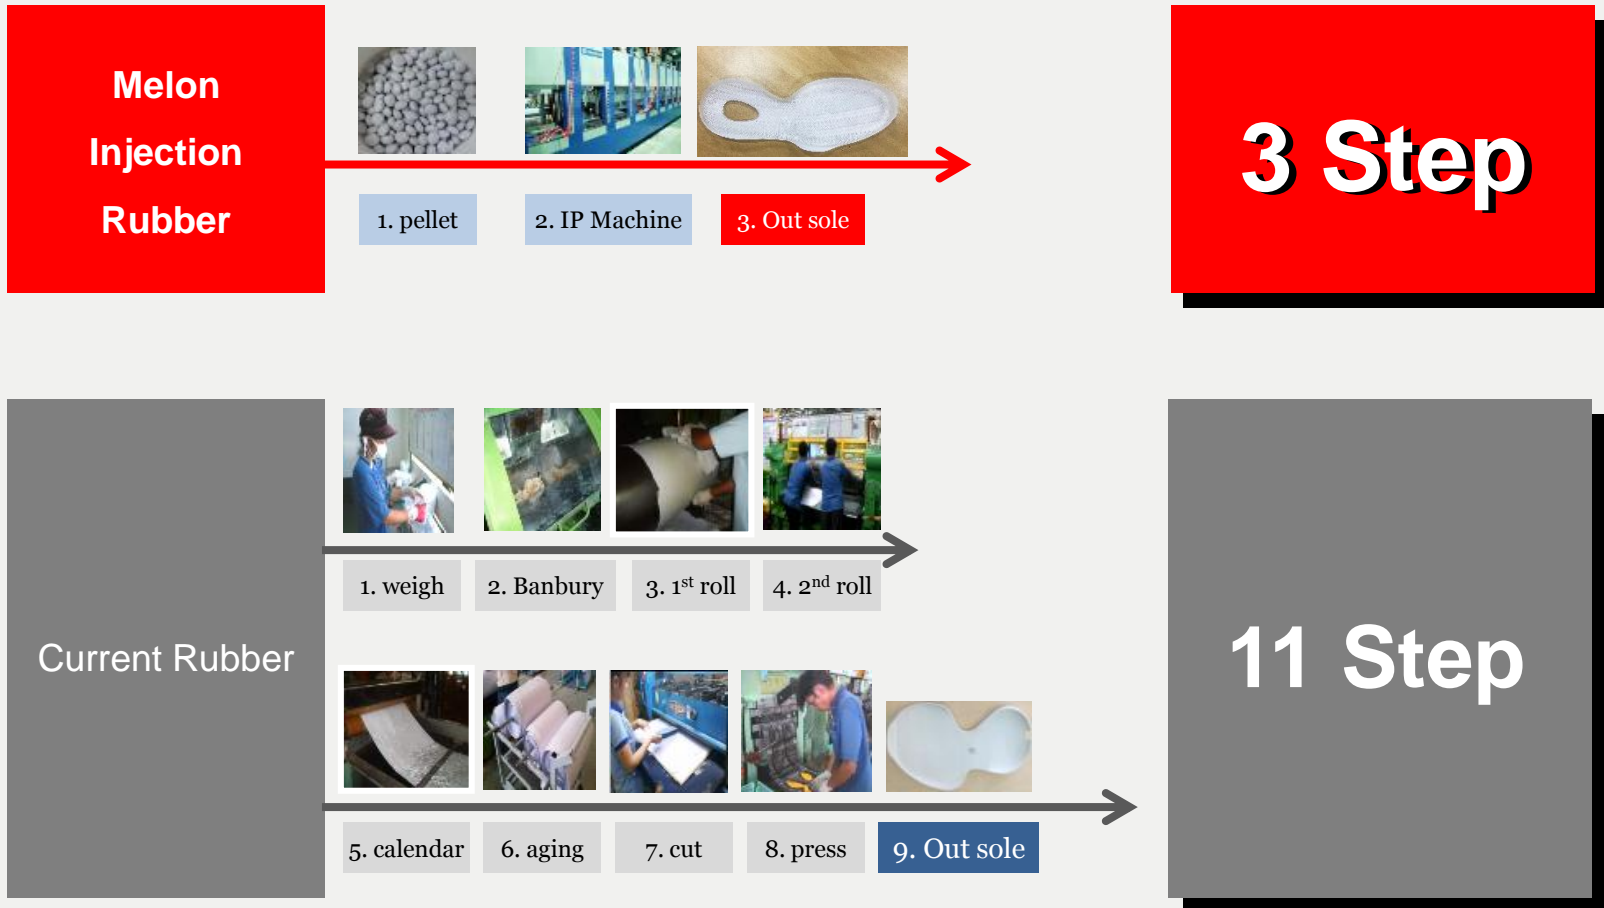 Melon
Injection
Rubber
1. pellet
2. IP Machine
3. Out sole
3 Step
Current Rubber
1. weigh
2. Banbury
3. 1st roll
4. 2nd roll
5. calendar
6. aging
7. cut
8. press
9. Out sole
11 Step